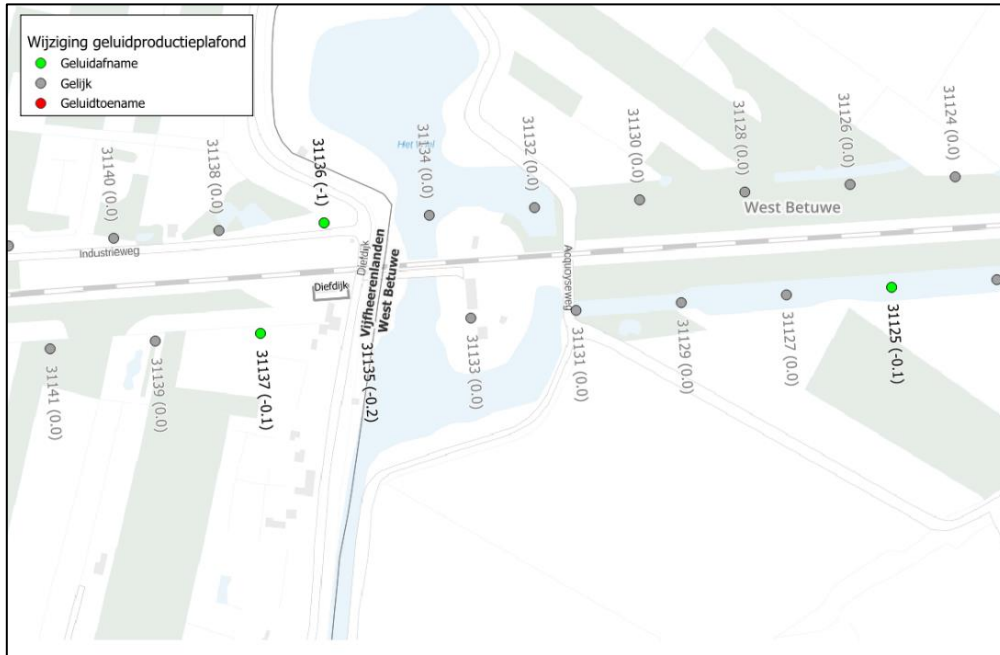 Wijziging geluidproductieplafond
Geluidafname
Gelijk
Geluidtoename
31140 (0.0)
31138 (0.0)
31136 (-1)
31134 (0.0)
31132 (0.0)
31130 (0.0)
31128 (0.0)
31126 (0.0)
31124 (0.0)
West Betuwe
Industrieweg
Diefdijk
Diefdijk
Vijfheerenlanden
West Betuwe
Acquoyseweg
31141 (0.0)
31139 (0.0)
31137 (-0.1)
31135 (-0.2)
31133 (0.0)
31131 (0.0)
31129 (0.0)
31127 (0.0)
31125 (-0.1)